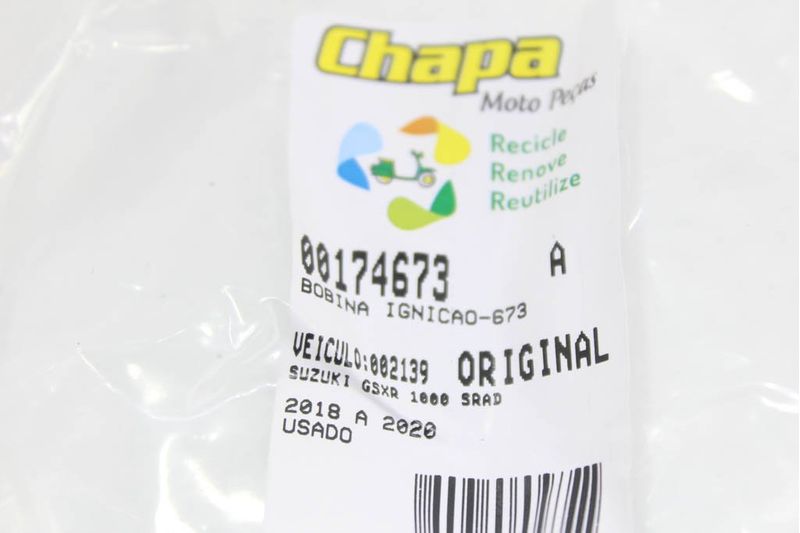 Chapa
Moto Peças
Recicle
Renove
Reutilize
00174673 A
BOBINA IGNICAO-673
VEICULO:002139 ORIGINAL
SUZUKI GSXR 1000 SRAD
2018 A 2020
USADO